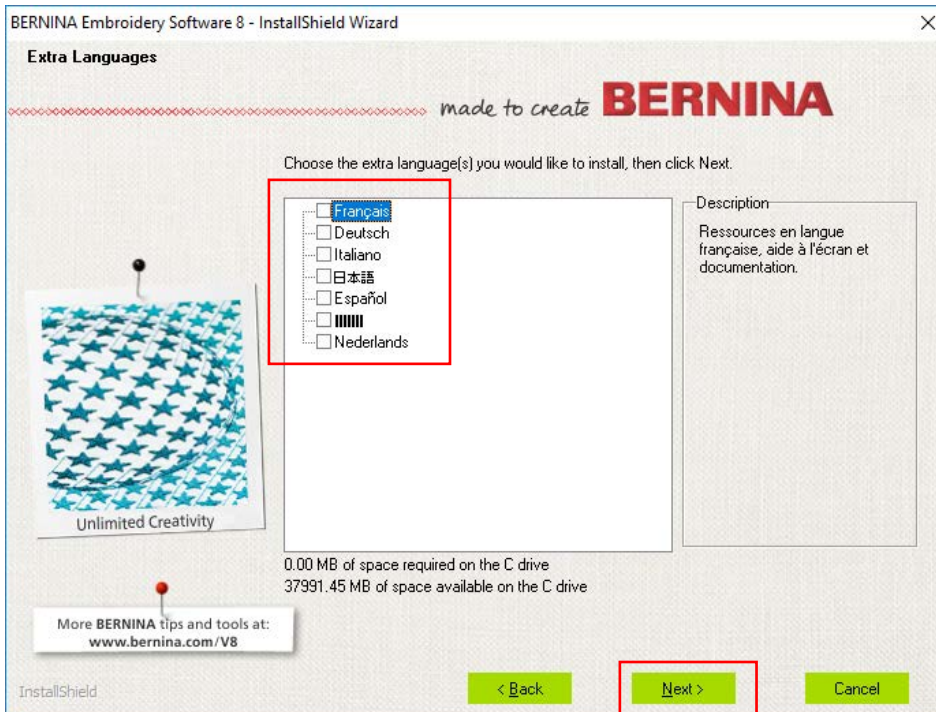 BERNINA Embroidery Software 8 - InstallShield Wizard
Extra Languages
made to create BERNINA
Choose the extra language(s) you would like to install, then click Next.
Français
Deutsch
Italiano
日本語
Español
Nederlands
Description
Ressources en langue
française, aide à l'écran et
documentation.
Unlimited Creativity
0.00 MB of space required on the C drive
37991.45 MB of space available on the C drive
More BERNINA tips and tools at:
www.bernina.com/V8
InstallShield
< Back
Next >
Cancel